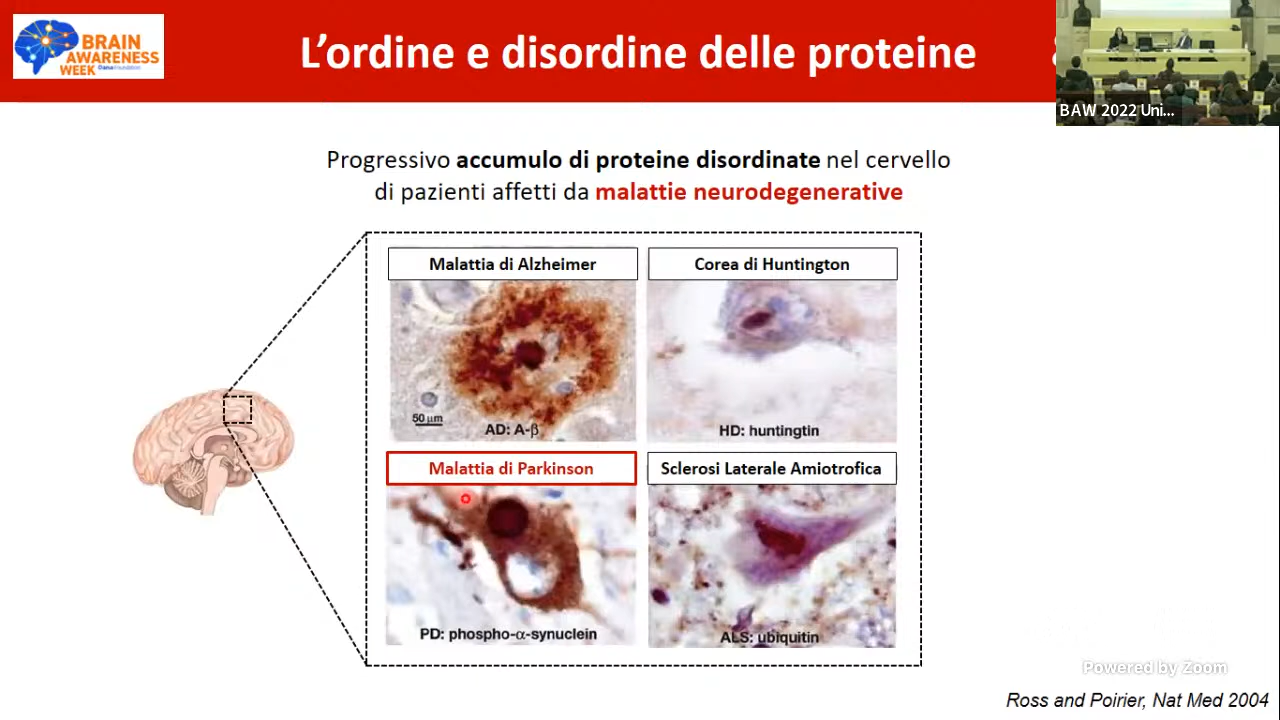 BRAIN
AWARENESS
WEEK
L'ordine e disordine delle proteine
BAW 2022 Uni...
Progressivo accumulo di proteine disordinate nel cervello
di pazienti affetti da malattie neurodegenerative
Malattia di Alzheimer
Corea di Huntington
50 µm
AD: A-β
HD: huntingtin
Malattia di Parkinson
Sclerosi Laterale Amiotrofica
PD: phospho-α-synuclein
ALS: ubiquitin
Powered by Zoom
Ross and Poirier, Nat Med 2004